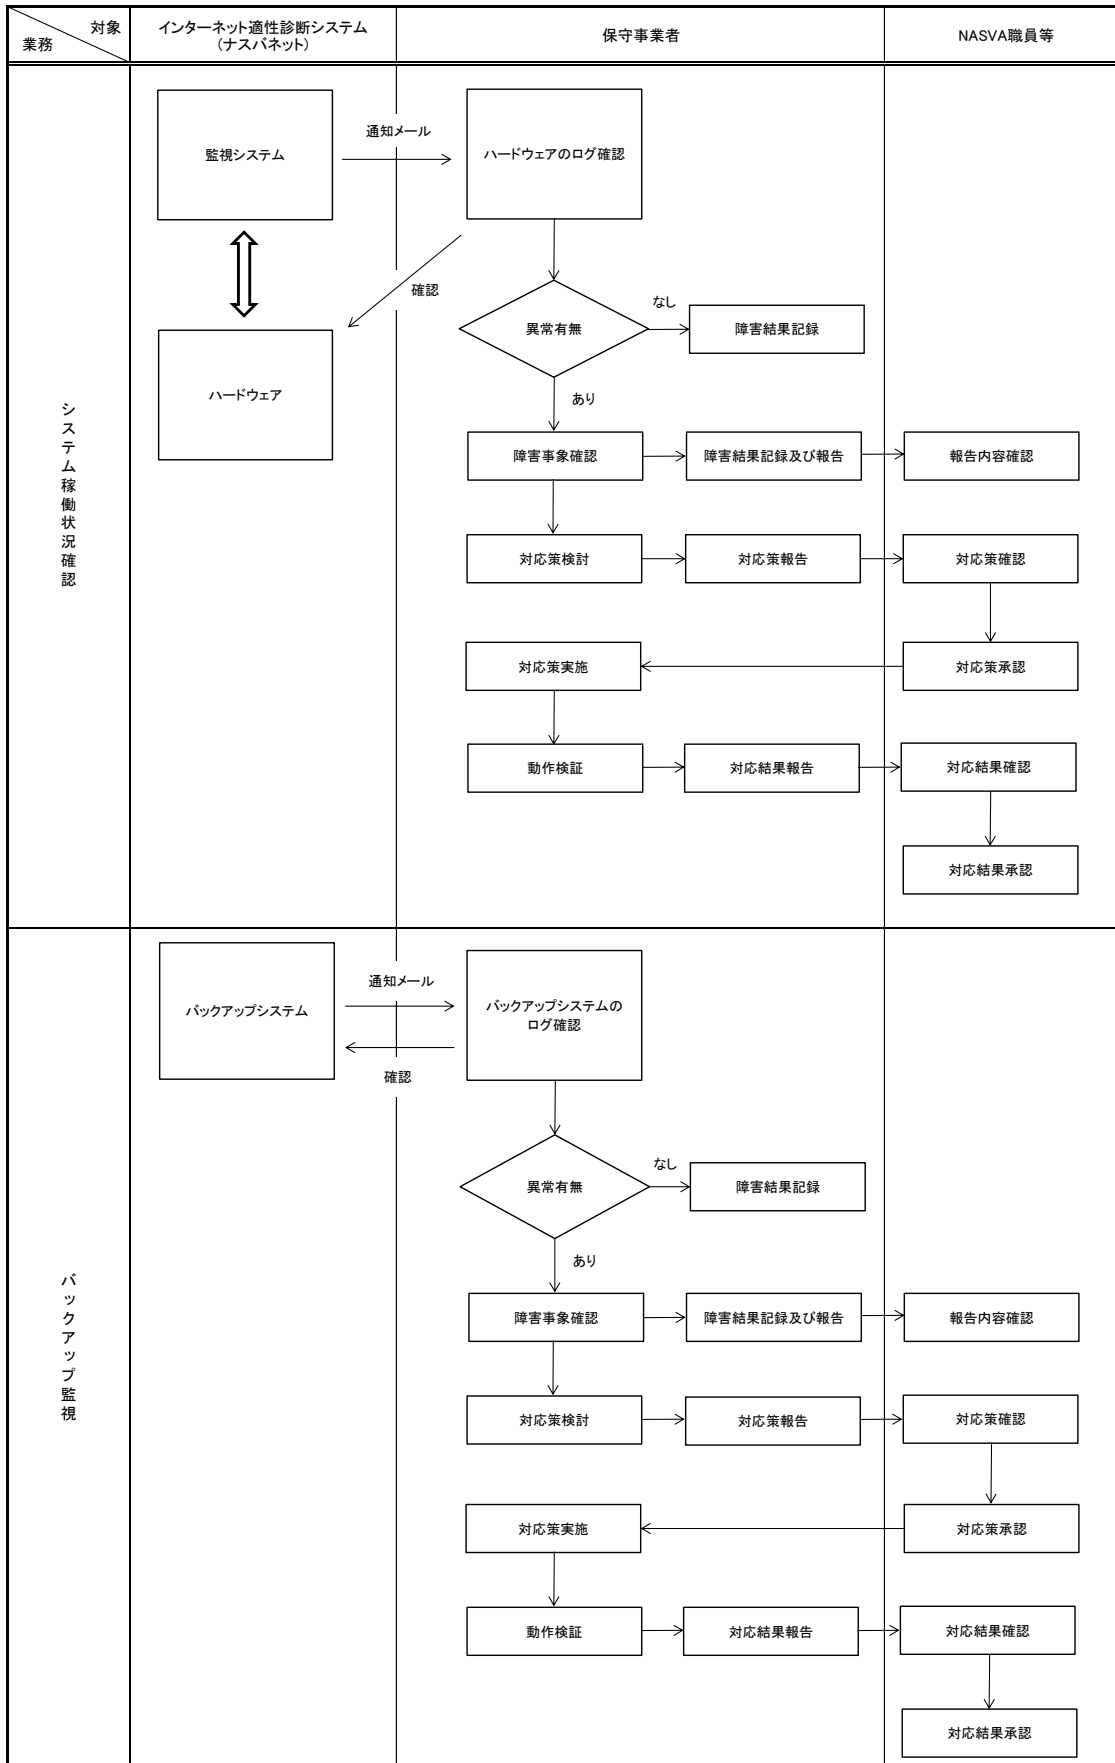 対象
業務
インターネット適性診断システム
(ナスバネット)
保守事業者
NASVA職員等
システム稼働状況確認
監視システム
通知メール
ハードウェアのログ確認
確認
ハードウェア
異常有無
なし
障害結果記録
あり
障害事象確認
障害結果記録及び報告
報告内容確認
対応策検討
対応策報告
対応策確認
対応策実施
対応策承認
動作検証
対応結果報告
対応結果確認
対応結果承認
バックアップ監視
バックアップシステム
通知メール
バックアップシステムの
ログ確認
確認
異常有無
なし
障害結果記録
あり
障害事象確認
障害結果記録及び報告
報告内容確認
対応策検討
対応策報告
対応策確認
対応策実施
対応策承認
動作検証
対応結果報告
対応結果確認
対応結果承認